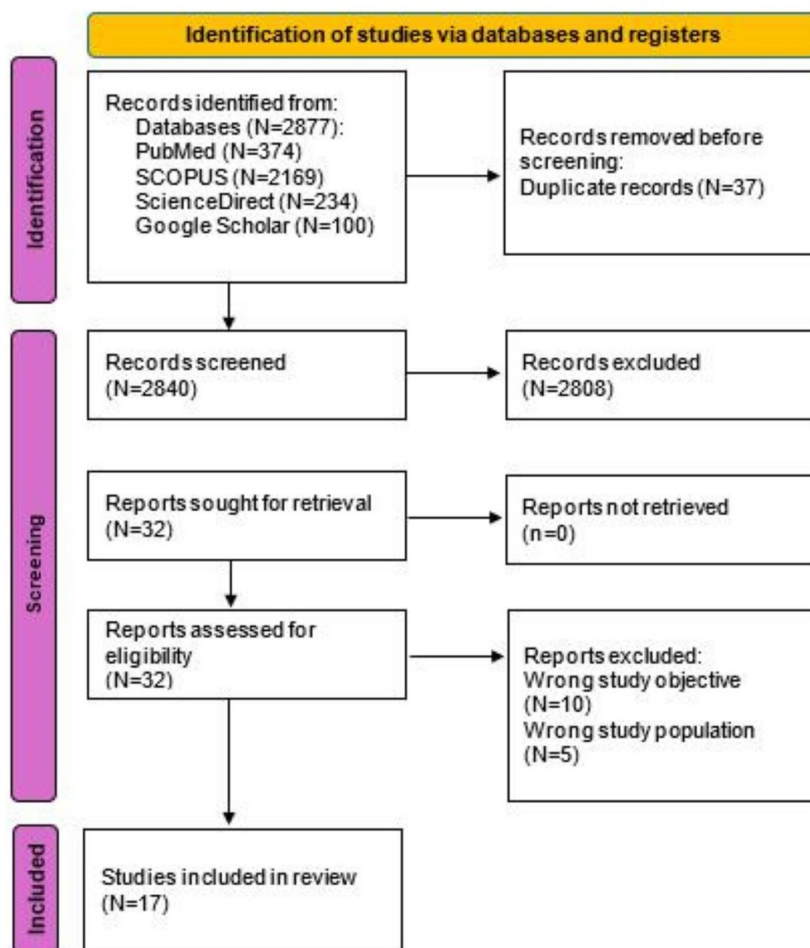 Identification of studies via databases and registers
Identification
Records identified from:
Databases (N=2877):
PubMed (N=374)
SCOPUS (N=2169)
ScienceDirect (N=234)
Google Scholar (N=100)
Records removed before
screening:
Duplicate records (N=37)
Screening
Records screened
(N=2840)
Records excluded
(N=2808)
Reports sought for retrieval
(N=32)
Reports not retrieved
(n=0)
Reports assessed for
eligibility
(N=32)
Reports excluded:
Wrong study objective
(N=10)
Wrong study population
(N=5)
Included
Studies included in review
(N=17)